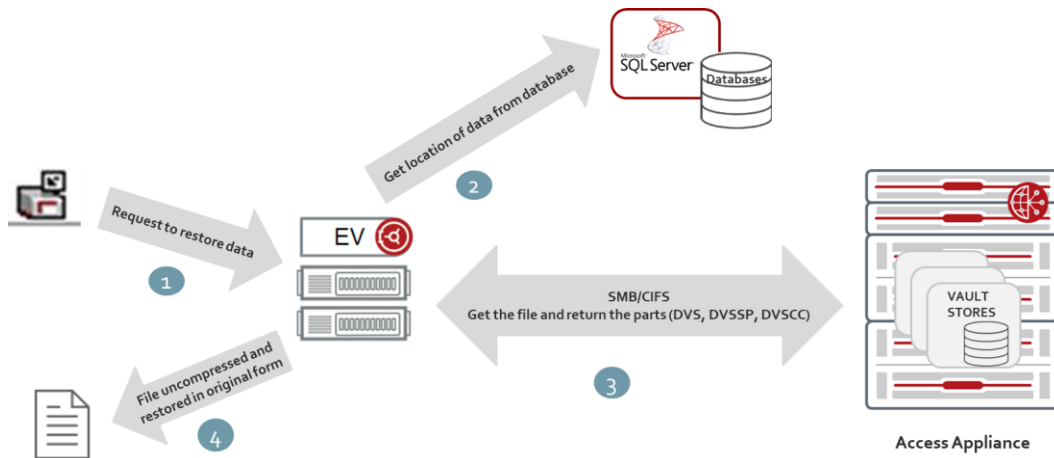 Microsoft
SQL Server
Databases
Get location of data from database
2
Request to restore data
1
EV
SMB/CIFS
Get the file and return the parts (DVS, DVSSP, DVSCC)
3
VAULT
STORES
File uncompressed and
restored in original form
4
Access Appliance